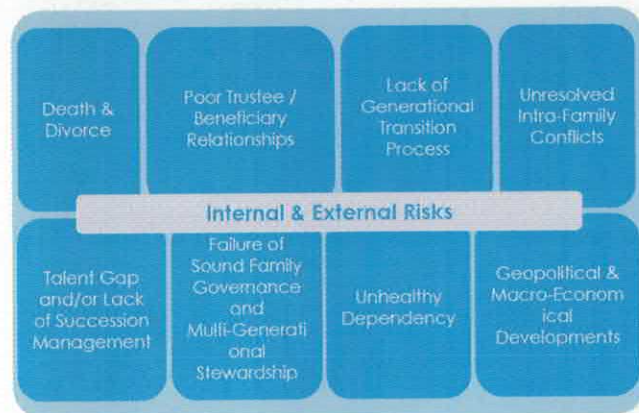 Death &
Divorce
Poor Trustee /
Beneficiary
Relationships
Lack of
Generational
Transition
Process
Unresolved
Intra-Family
Conflicts
Internal & External Risks
Talent Gap
and/or Lack
of Succession
Management
Failure of
Sound Family
Governance
and
Multi-Generati
onal
Stewardship
Unhealthy
Dependency
Geopolitical &
Macro-Econom
ical
Developments